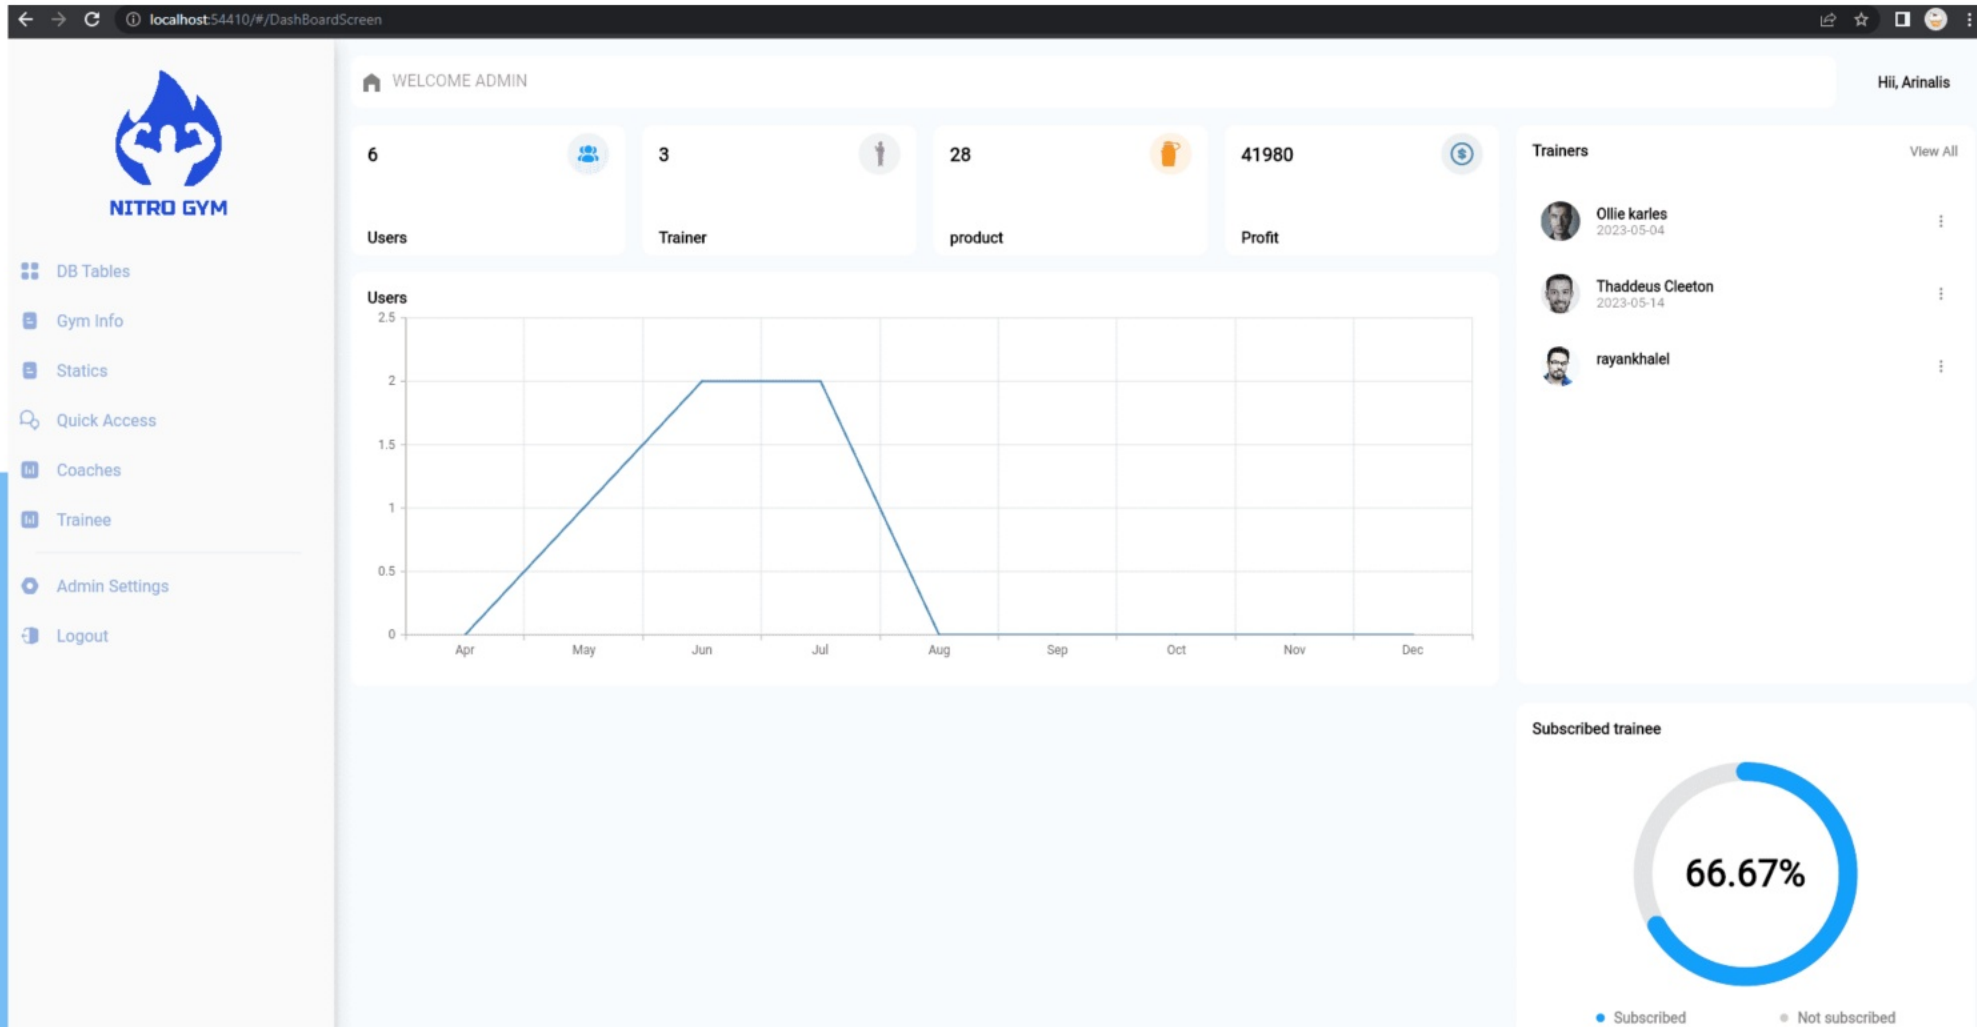 localhost:54410/#/DashBoardScreen
NITRO GYM
DB Tables
Gym Info
Statics
Quick Access
Coaches
Trainee
Admin Settings
Logout
WELCOME ADMIN
Hii, Arinalis
6
Users
3
Trainer
28
product
41980
Profit
Users
2.5
2
1.5
1
0.5
0
Apr May Jun Jul Aug Sep Oct Nov Dec
Trainers View All
Ollie karles
2023-05-04
Thaddeus Cleeton
2023-05-14
rayankhalel
Subscribed trainee
66.67%
Subscribed Not subscribed